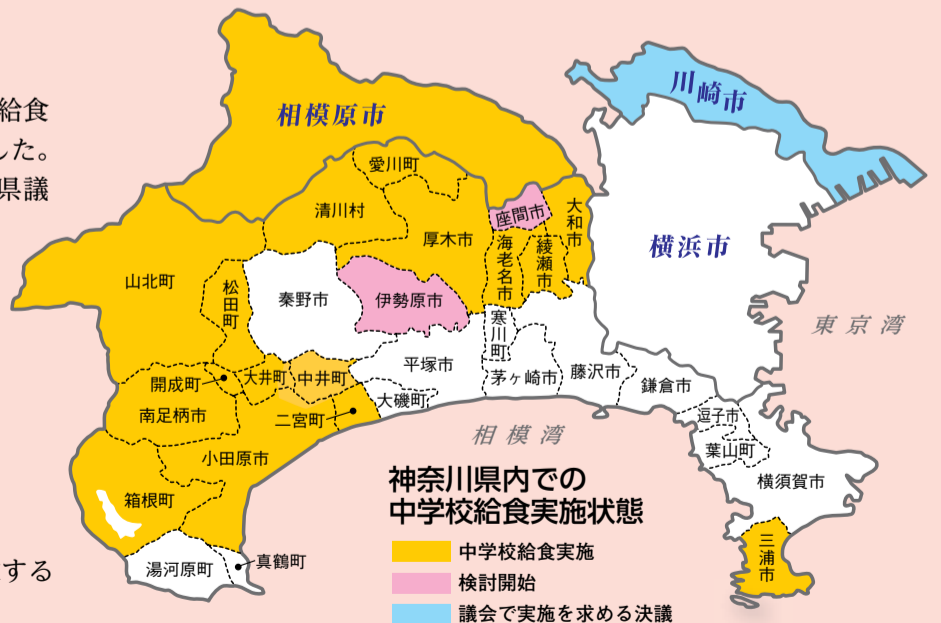 給食
した。
県議
する
相模原市
川崎市
横浜市
愛川町
清川村
厚木市
座間市
大和市
海老名市
綾瀬市
山北町
松田町
秦野市
伊勢原市
寒川町
東京湾
開成町
大井町
中井町
平塚市
茅ヶ崎市
藤沢市
鎌倉市
南足柄市
二宮町
大磯町
逗子市
葉山町
相模湾
小田原市
横須賀市
箱根町
三浦市
湯河原町
真鶴町
神奈川県内での
中学校給食実施状態
中学校給食実施
検討開始
議会で実施を求める決議